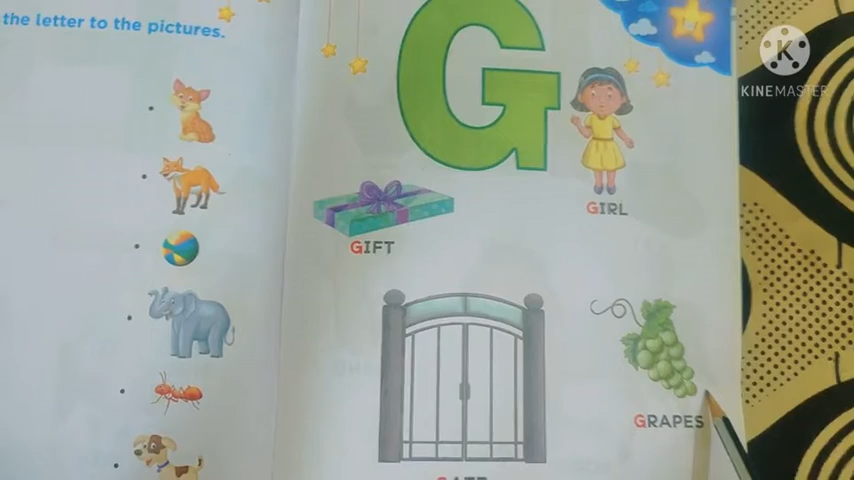 the letter to the pictures.
G
GIRL
GIFT
GRAPES
K
KINEMASTER